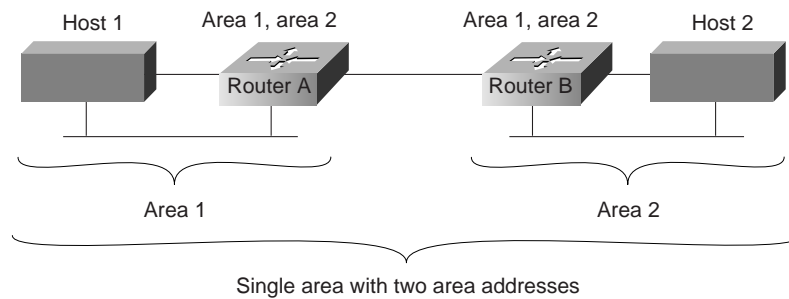 Host 1
Area 1, area 2
Area 1, area 2
Host 2
Router A
Router B
Area 1
Area 2
Single area with two area addresses